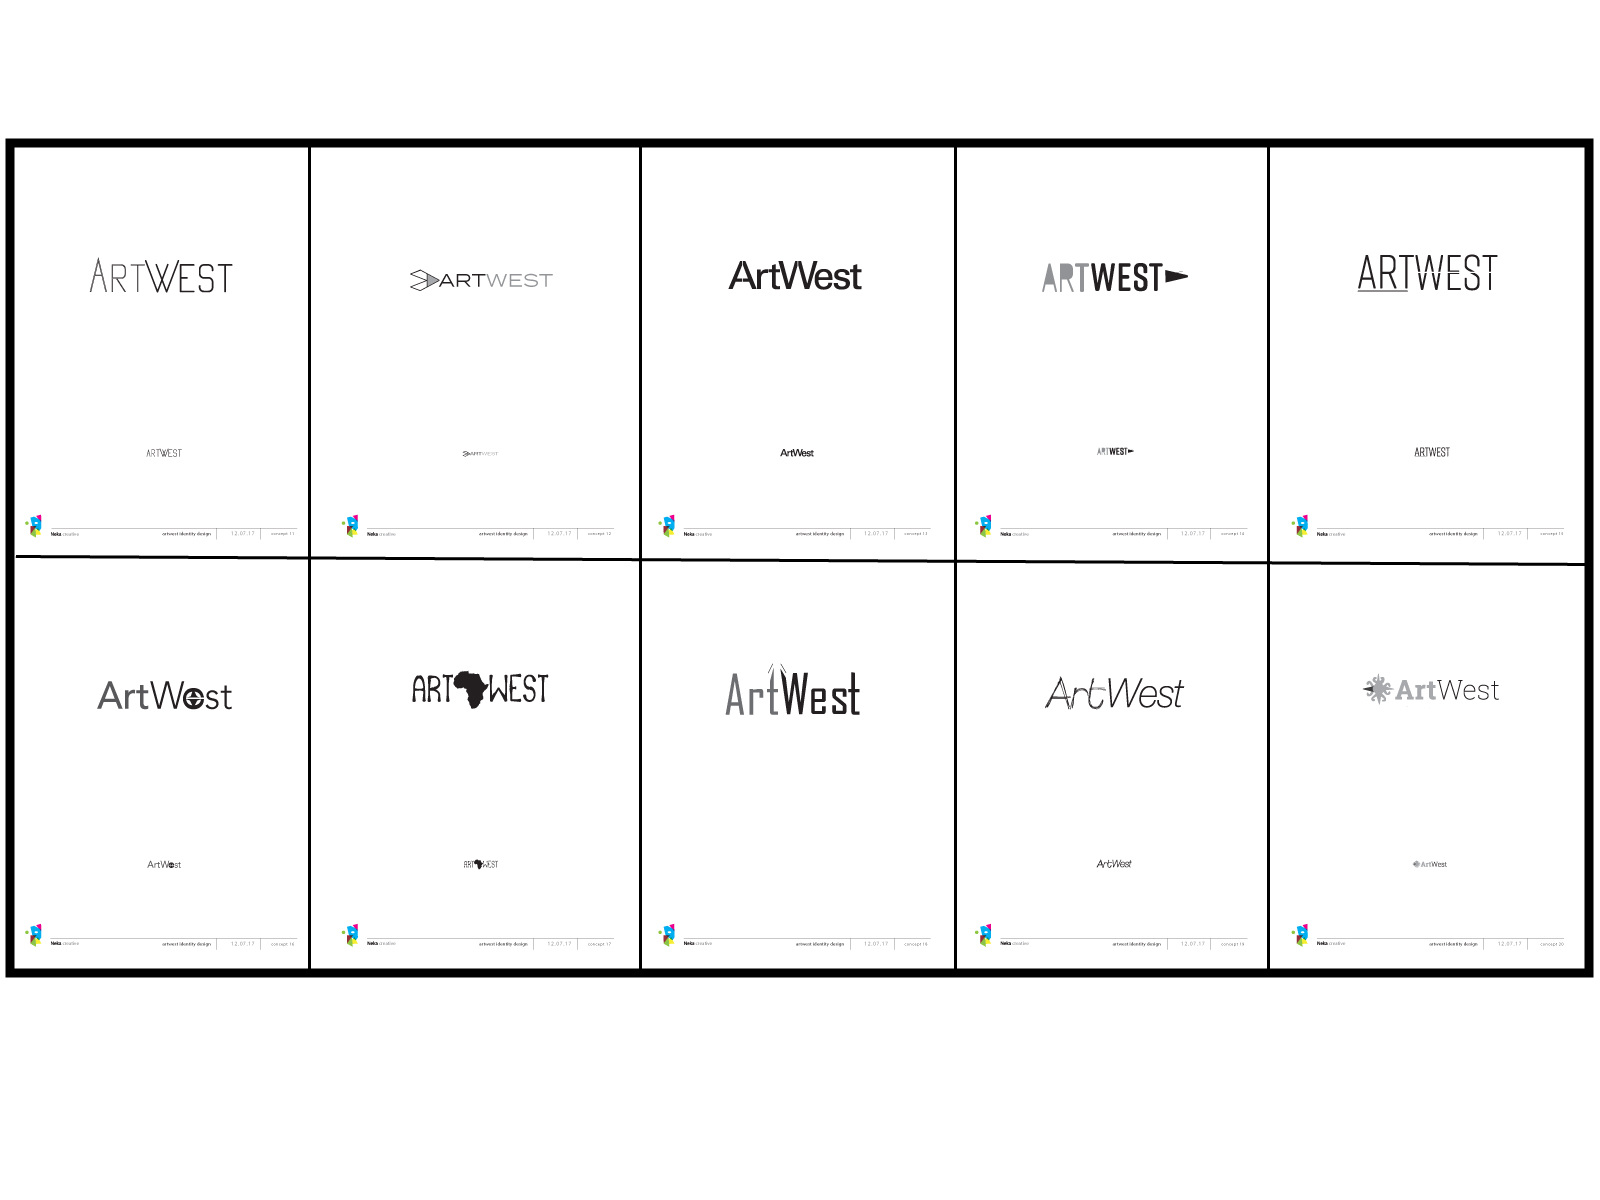 ARTWEST
ARTWEST
Neka creative artwest identity design 12.07.17 concept 11
ARTWEST
ARTWEST
Neka creative artwest identity design 12.07.17 concept 12
ArtWest
ArtWest
Neka creative artwest identity design 12.07.17 concept 13
ARTWEST
ARTWEST
Neka creative artwest identity design 12.07.17 concept 14
ARTWEST
ARTWEST
Neka creative artwest identity design 12.07.17 concept 15
ArtWest
ArtWest
Neka creative artwest identity design 12.07.17 concept 16
ART WEST
ART WEST
Neka creative artwest identity design 12.07.17 concept 17
ArtWest
Neka creative artwest identity design 12.07.17 concept 18
ArtWest
ArtWest
Neka creative artwest identity design 12.07.17 concept 19
ArtWest
ArtWest
Neka creative artwest identity design 12.07.17 concept 20